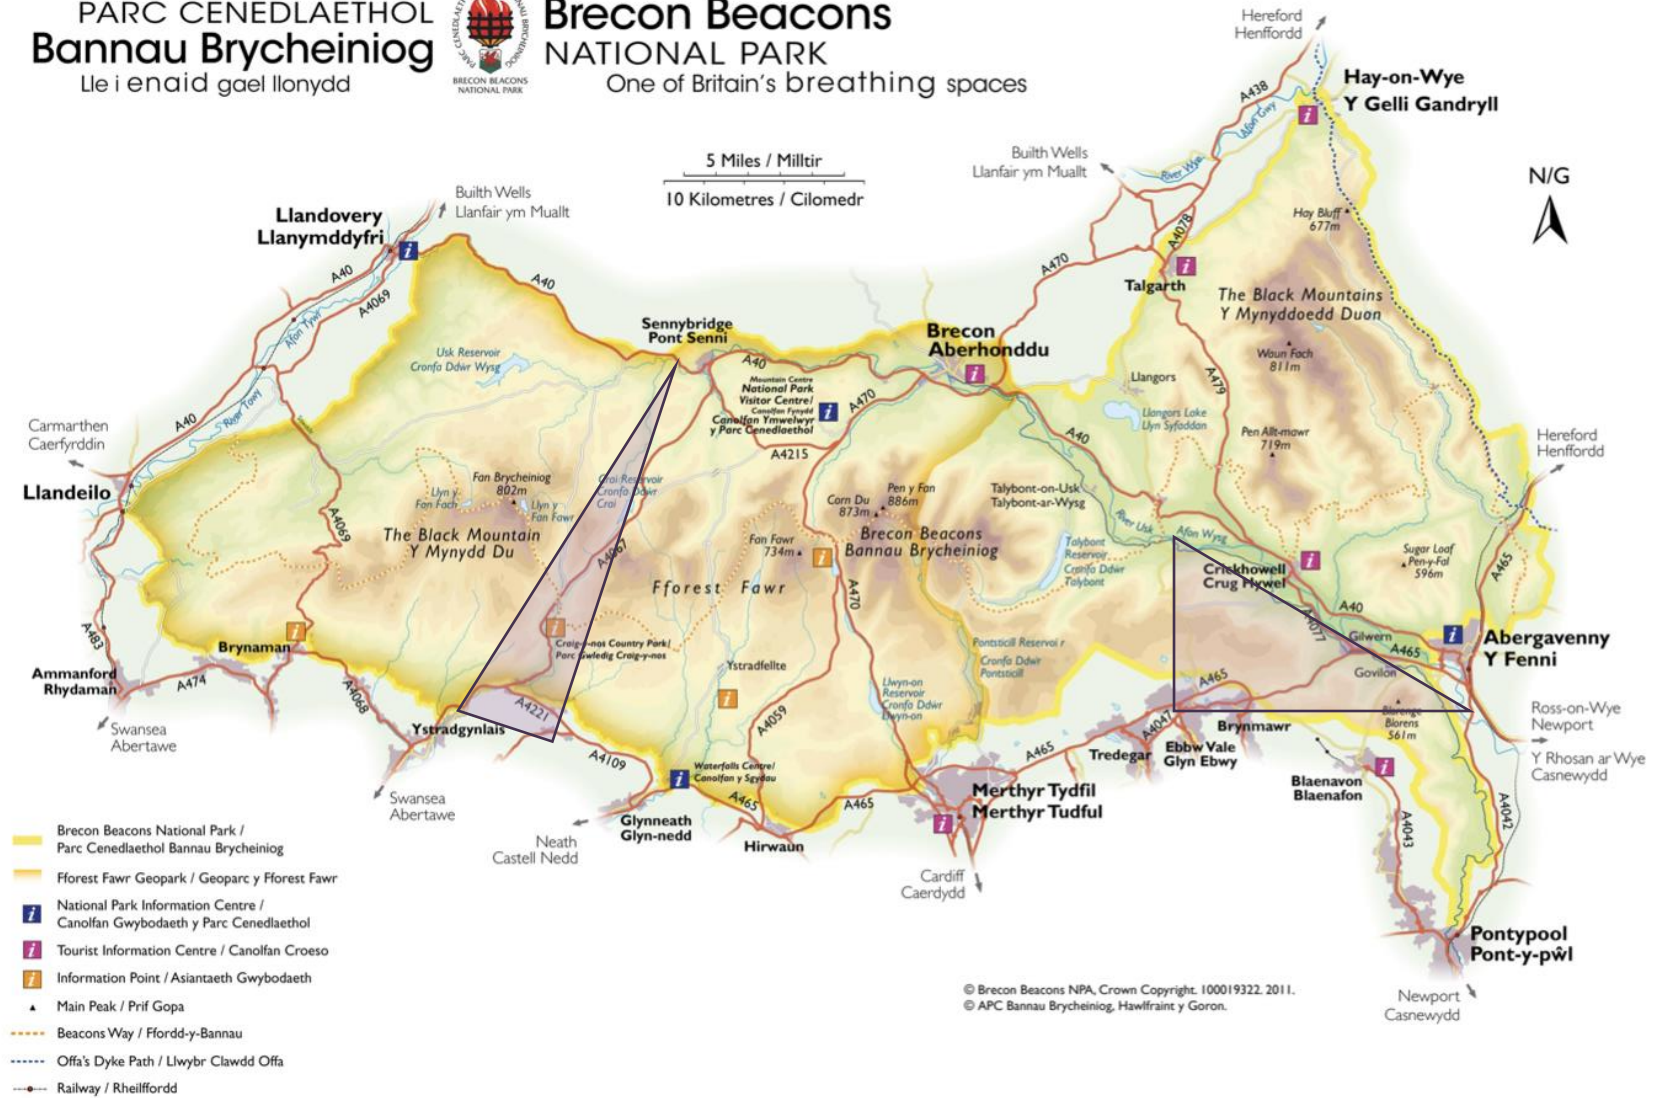 PARC CENEDLAETHOL
Bannau Brycheiniog
Lle i enaid gael llonydd
BRECON BEACONS
NATIONAL PARK
Brecon Beacons
NATIONAL PARK
One of Britain's breathing spaces
Hereford
Henffordd
Hay-on-Wye
Y Gelli Gandryll
A438
Afon Gwy
River Wye
Builth Wells
Llanfair ym Muallt
5 Miles / Milltir
10 Kilometres / Cilomedr
N/G
Builth Wells
Llanfair ym Muallt
Llandovery
Llanymddyfri
A40
A4069
Afon Tywi
A40
Hay Bluff
677m
A4078
A470
Talgarth
The Black Mountains
Y Mynyddoedd Duon
Waun Fach
811m
Sennybridge
Pont Senni
Brecon
Aberhonddu
A40
Usk Reservoir
Cronfa Ddwr Wysg
Mountain Centre
National Park
Visitor Centre/
Canolfan Fynydd
Canolfan Ymwelwyr
y Parc Cenedlaethol
A470
A4215
Llangors
A479
Llangors Lake
Llyn Syfaddan
Pen Allt-mawr
719m
A40
River Towy
A40
Carmarthen
Caerfyrddin
Llandeilo
Hereford
Henffordd
Fan Brycheiniog
802m
Llyn y
Fan Fach
Llyn y
Fan Fawr
Crai Reservoir
Cronfa Ddwr
Crai
Pen y Fan
886m
Corn Du
873m
Talybont-on-Usk
Talybont-ar-Wysg
River Usk
Afon Wysg
A4069
The Black Mountain
Y Mynydd Du
A4067
Fan Fawr
734m
Brecon Beacons
Bannau Brycheiniog
Talybont
Reservoir
Cronfa Ddwr
Talybont
Crickhowell
Crug Hywel
Sugar Loaf
Pen-y-Fal
596m
A465
Fforest Fawr
A470
A40
A4077
Gilwern
A465
Govilon
Abergavenny
Y Fenni
A483
Brynaman
Craig-y-nos Country Park/
Parc Gwledig Craig-y-nos
Ystradfellte
Pontsticill Reservoir
Cronfa Ddwr
Pontsticill
Ammanford
Rhydaman
A474
A4068
A4221
Llwyn-on
Reservoir
Cronfa Ddwr
Llwyn-on
A465
Blorenge
Blorens
561m
Ross-on-Wye
Newport
Y Rhosan ar Wye
Casnewydd
Swansea
Abertawe
Ystradgynlais
A4059
A4109
A465
A4047
Brynmawr
Tredegar
Ebbw Vale
Glyn Ebwy
Waterfalls Centre/
Canolfan y Sgydau
Blaenavon
Blaenafon
Swansea
Abertawe
A465
A465
Merthyr Tydfil
Merthyr Tudful
A4042
A4043
Neath
Castell Nedd
Glynneath
Glyn-nedd
Hirwaun
Cardiff
Caerdydd
Pontypool
Pont-y-pŵl
Newport
Casnewydd
Brecon Beacons National Park /
Parc Cenedlaethol Bannau Brycheiniog
Fforest Fawr Geopark / Geoparc y Fforest Fawr
National Park Information Centre /
Canolfan Gwybodaeth y Parc Cenedlaethol
Tourist Information Centre / Canolfan Croeso
Information Point / Asiantaeth Gwybodaeth
Main Peak / Prif Gopa
Beacons Way / Ffordd-y-Bannau
Offa's Dyke Path / Llwybr Clawdd Offa
Railway / Rheilffordd
© Brecon Beacons NPA, Crown Copyright. 100019322. 2011.
© APC Bannau Brycheiniog, Hawlfraint y Goron.